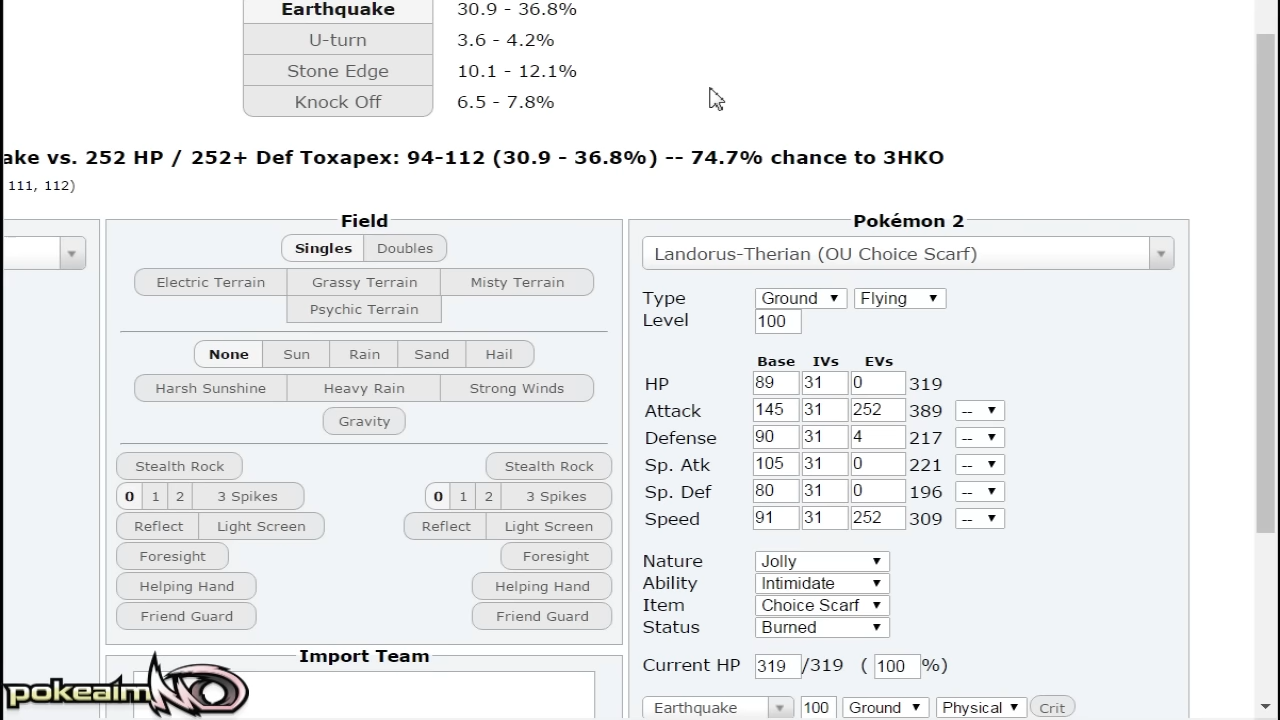 Earthquake 30.9 - 36.8%
U-turn 3.6 - 4.2%
Stone Edge 10.1 - 12.1%
Knock Off 6.5 - 7.8%
ake vs. 252 HP / 252+ Def Toxapex: 94-112 (30.9 - 36.8%) -- 74.7% chance to 3HKO
111, 112)
Field
Singles Doubles
Electric Terrain Grassy Terrain Misty Terrain
Psychic Terrain
None Sun Rain Sand Hail
Harsh Sunshine Heavy Rain Strong Winds
Gravity
Stealth Rock Stealth Rock
0 1 2 3 Spikes 0 1 2 3 Spikes
Reflect Light Screen Reflect Light Screen
Foresight Foresight
Helping Hand Helping Hand
Friend Guard Friend Guard
Import Team
Pokémon 2
Landorus-Therian (OU Choice Scarf)
Type Ground Flying
Level 100
Base IVs EVs
HP 89 31 0 319
Attack 145 31 252 389 --
Defense 90 31 4 217 --
Sp. Atk 105 31 0 221 --
Sp. Def 80 31 0 196 --
Speed 91 31 252 309 --
Nature Jolly
Ability Intimidate
Item Choice Scarf
Status Burned
Current HP 319 /319 ( 100 %)
Earthquake 100 Ground Physical Crit
pokeaimMD